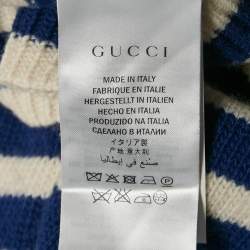 GUCCI
MADE IN ITALY
FABRIQUE EN ITALIE
HERGESTELLT IN ITALIEN
HECHO EN ITALIA
PRODUZIDO NA ITALIA
СДЕЛАНО В ИТАЛИИ
イタリア製
产地 意大利
صنع في إيطاليا